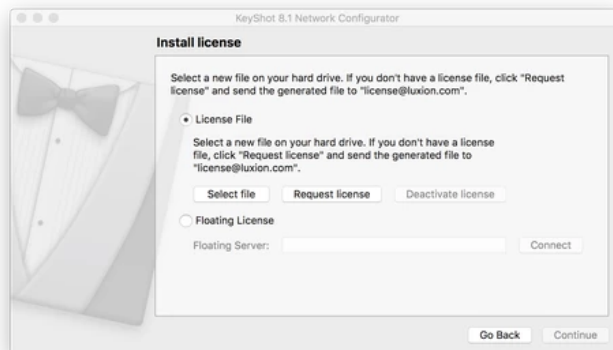 KeyShot 8.1 Network Configurator
Install license
Select a new file on your hard drive. If you don't have a license file, click "Request
license" and send the generated file to "license@luxion.com".
License File
Select a new file on your hard drive. If you don't have a license
file, click "Request license" and send the generated file to
"license@luxion.com".
Select file Request license Deactivate license
Floating License
Floating Server: Connect
Go Back Continue